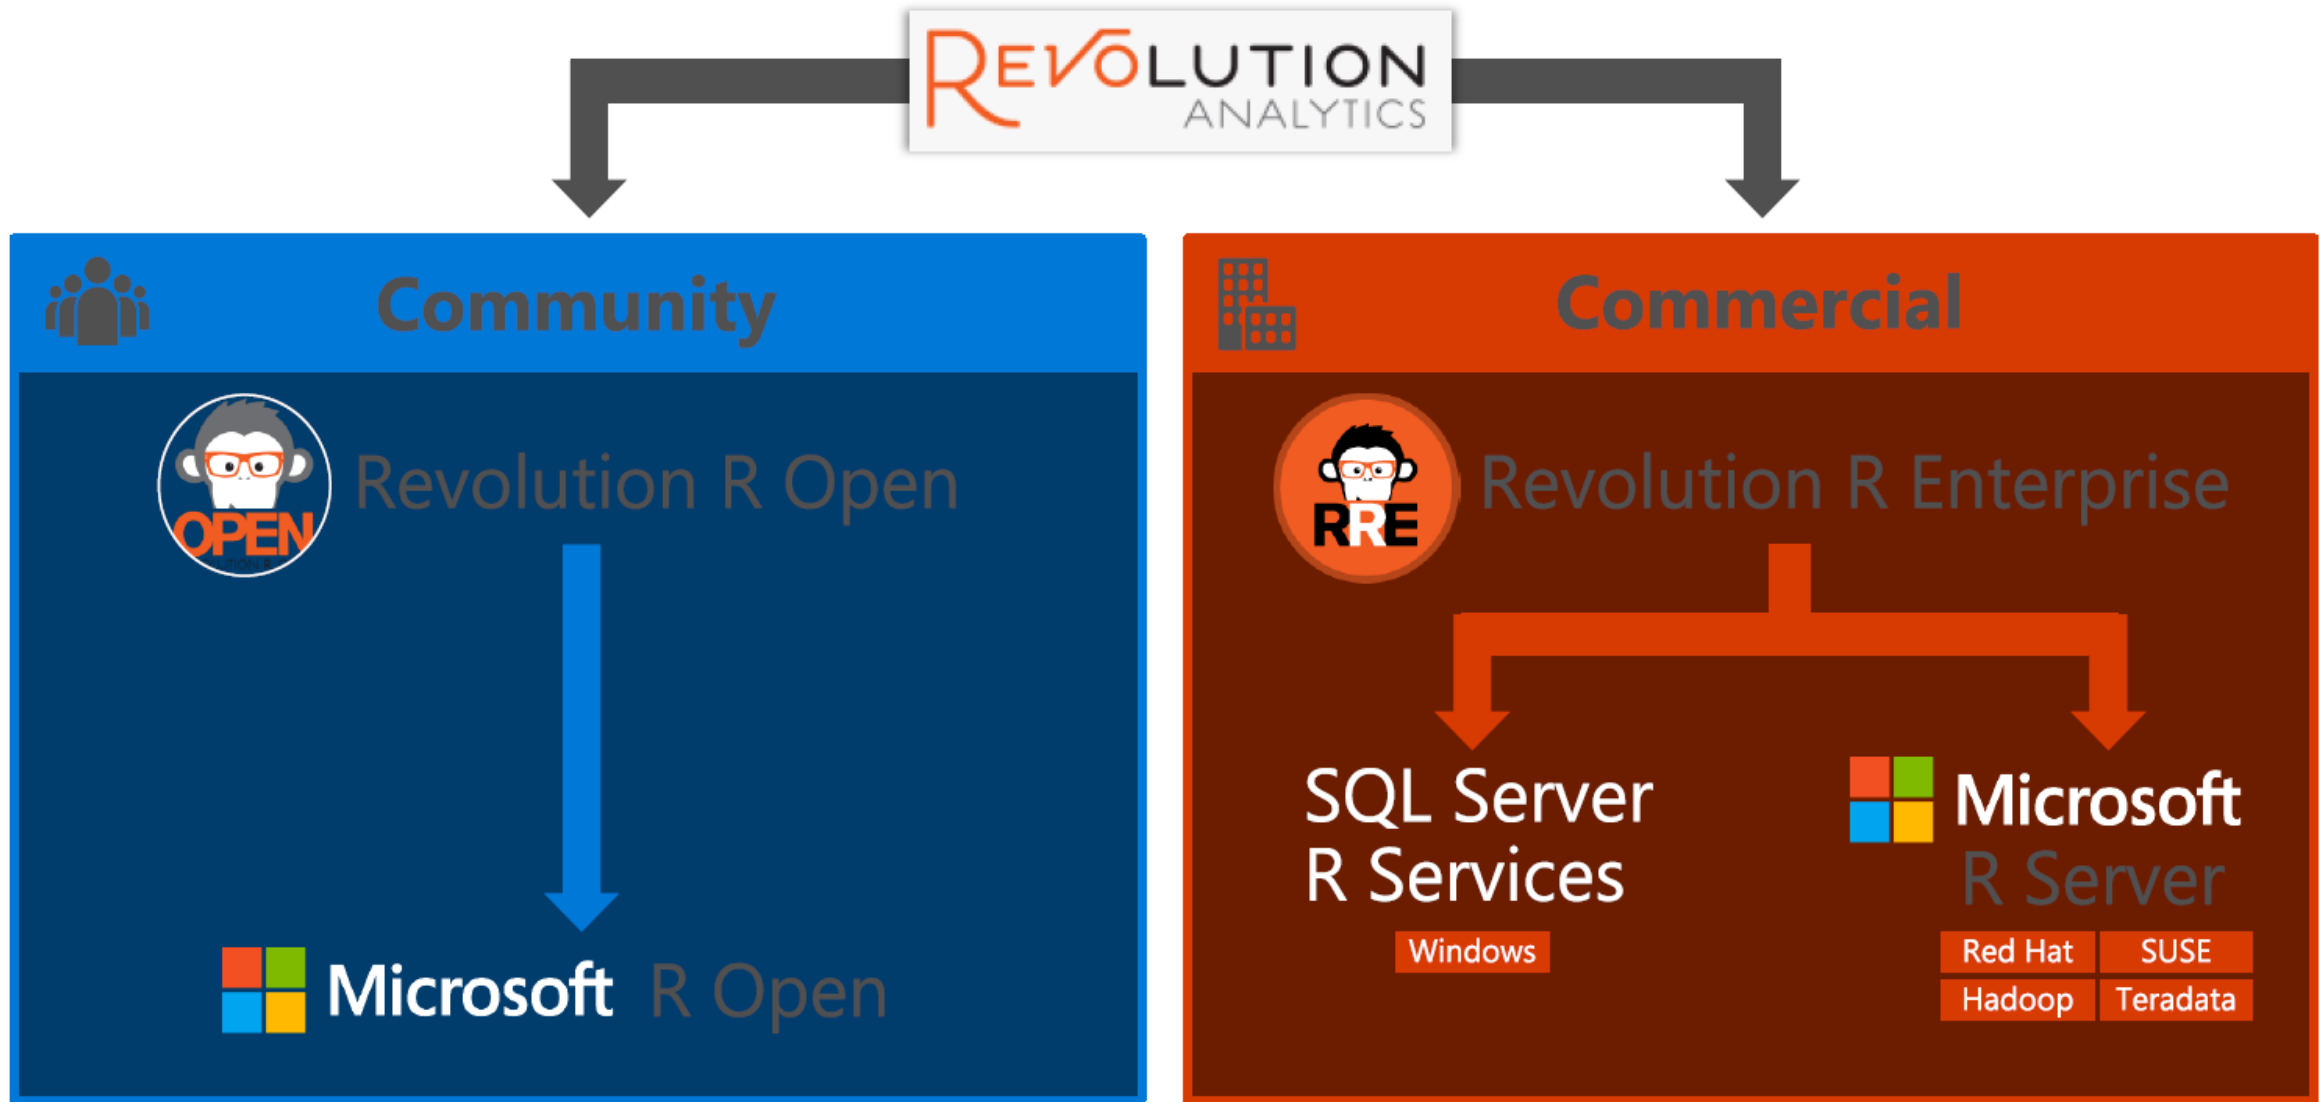 REVOLUTION
ANALYTICS
Community
OPEN
Revolution R Open
Microsoft R Open
Commercial
RRE
Revolution R Enterprise
SQL Server
R Services
Windows
Microsoft
R Server
Red Hat SUSE
Hadoop Teradata